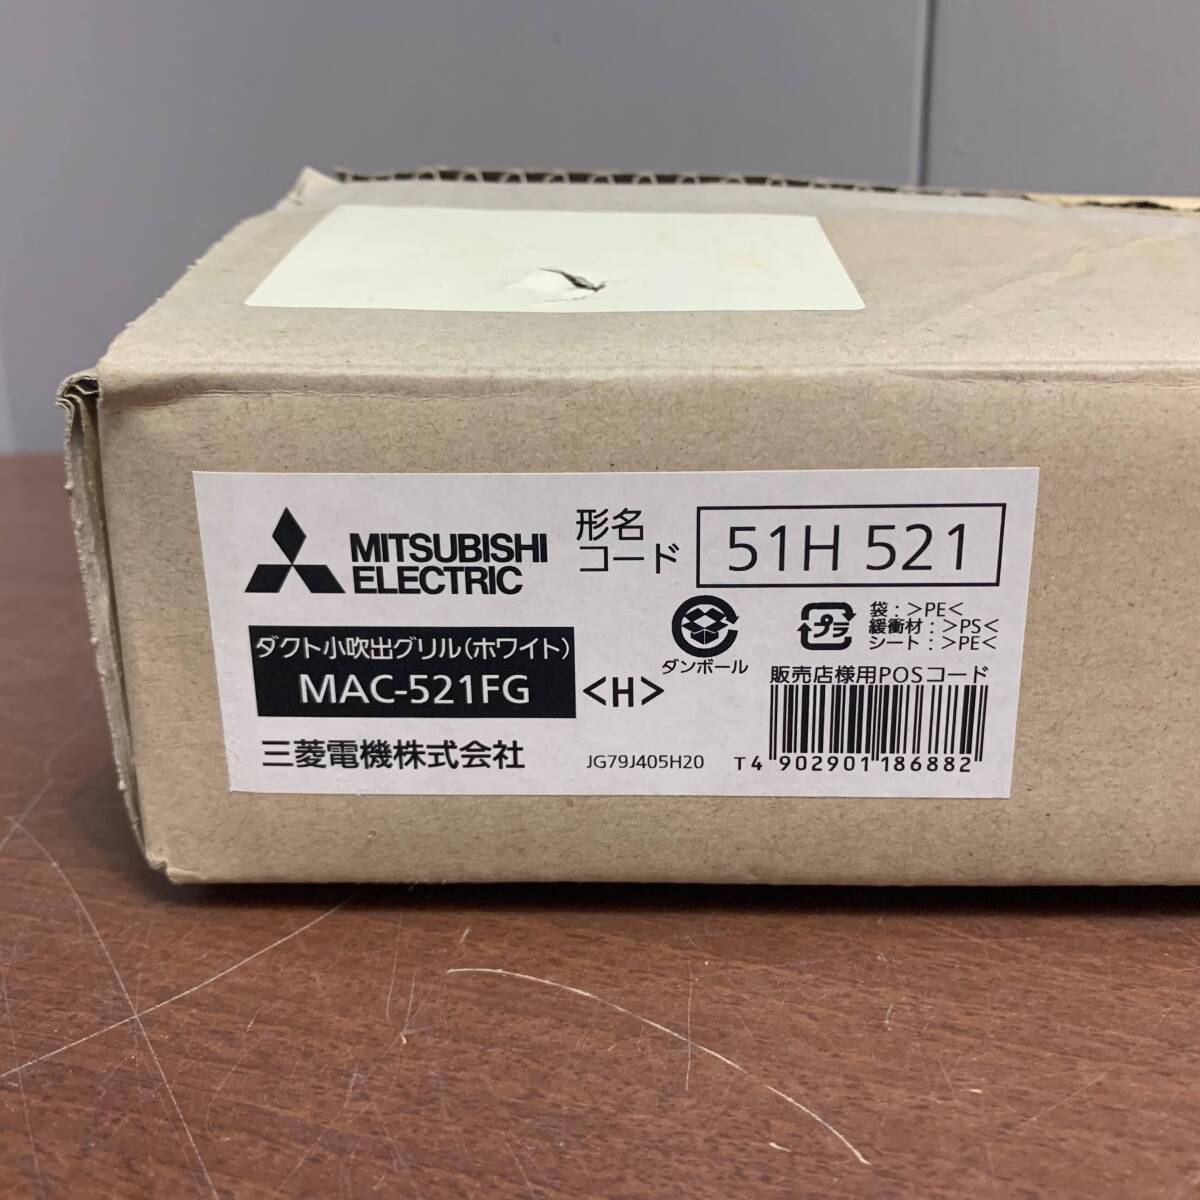 MITSUBISHI
ELECTRIC
形名
コード
51H 521
ダクト小吹出グリル(ホワイト)
MAC-521FG
<H>
三菱電機株式会社
ダンボール
プラ
袋:>PE<
緩衝材:>PS<
シート:>PE<
販売店様用POSコード
JG79J405H20
T4 902901 186882